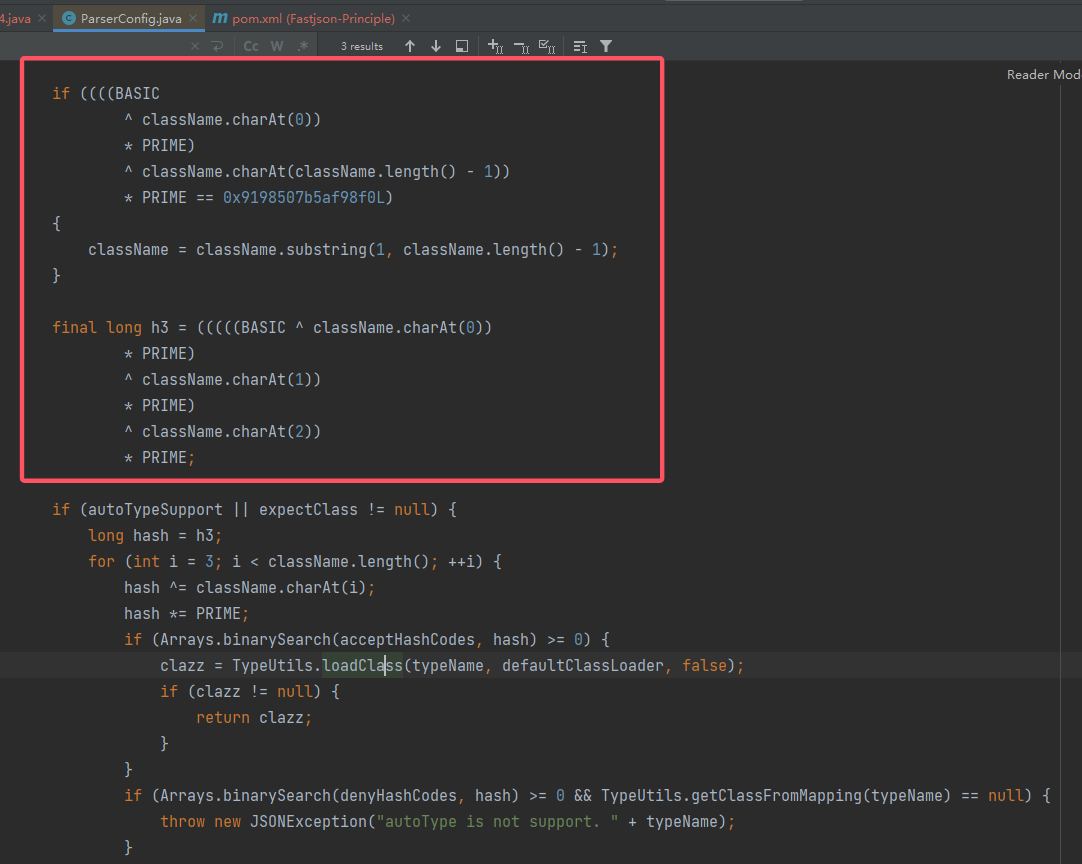 4.java ParserConfig.java pom.xml (Fastjson-Principle)
Cc W .* 3 results
Reader Mod
if ((((BASIC
^ className.charAt(0))
* PRIME)
^ className.charAt(className.length() - 1))
* PRIME == 0x9198507b5af98f0L)
{
className = className.substring(1, className.length() - 1);
}
final long h3 = (((((BASIC ^ className.charAt(0))
* PRIME)
^ className.charAt(1))
* PRIME)
^ className.charAt(2))
* PRIME;
if (autoTypeSupport || expectClass != null) {
long hash = h3;
for (int i = 3; i < className.length(); ++i) {
hash ^= className.charAt(i);
hash *= PRIME;
if (Arrays.binarySearch(acceptHashCodes, hash) >= 0) {
clazz = TypeUtils.loadClass(typeName, defaultClassLoader, false);
if (clazz != null) {
return clazz;
}
}
if (Arrays.binarySearch(denyHashCodes, hash) >= 0 && TypeUtils.getClassFromMapping(typeName) == null) {
throw new JSONException("autoType is not support. " + typeName);
}